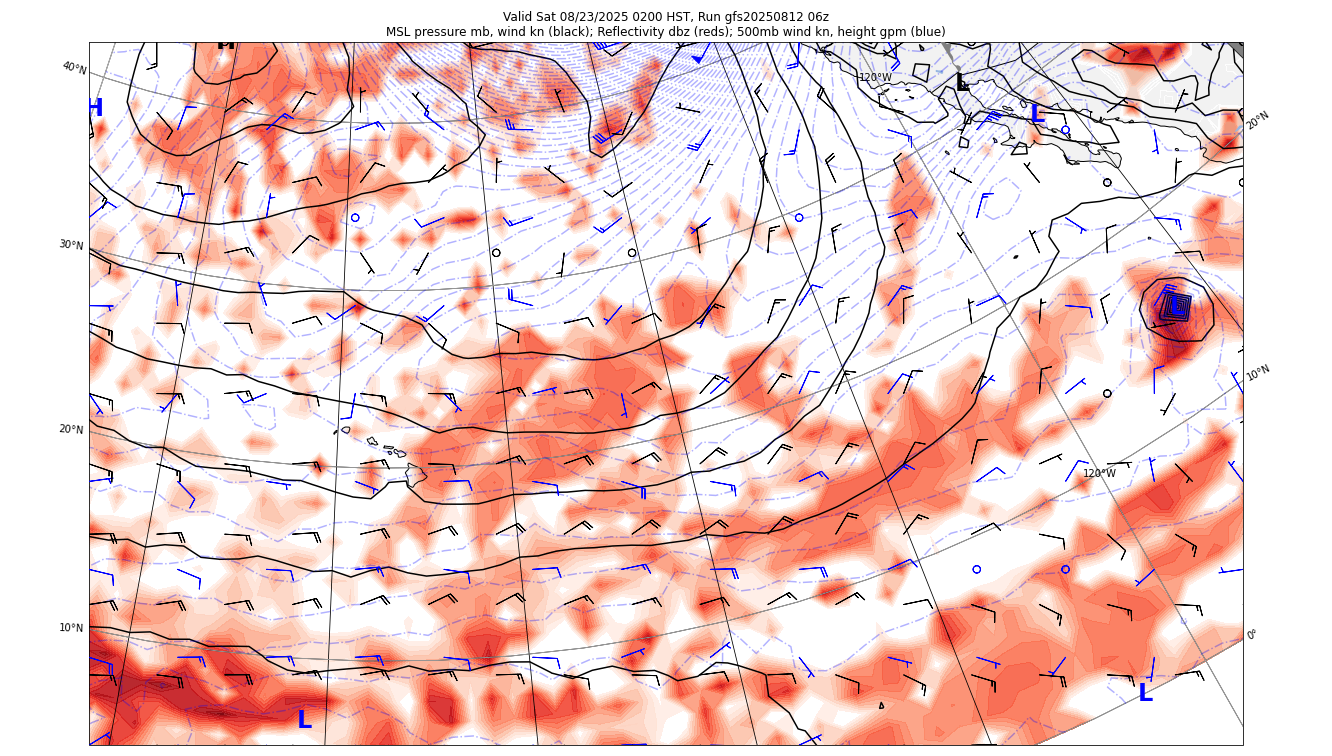 Valid Sat 08/23/2025 0200 HST, Run gfs20250812 06z
MSL pressure mb, wind kn (black); Reflectivity dbz (reds); 500mb wind kn, height gpm (blue)
H
40°N
120°W
L
H
L
20°N
30°N
10°N
20°N
120°W
10°N
0°
L
L